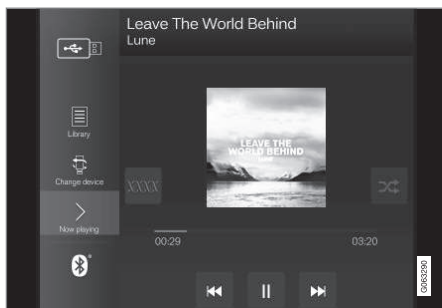 Leave The World Behind
Lune
Library
LEAVE THE
WORLD BEHIND
Change device
XXXX
Now playing
00:29
03:20
G063290